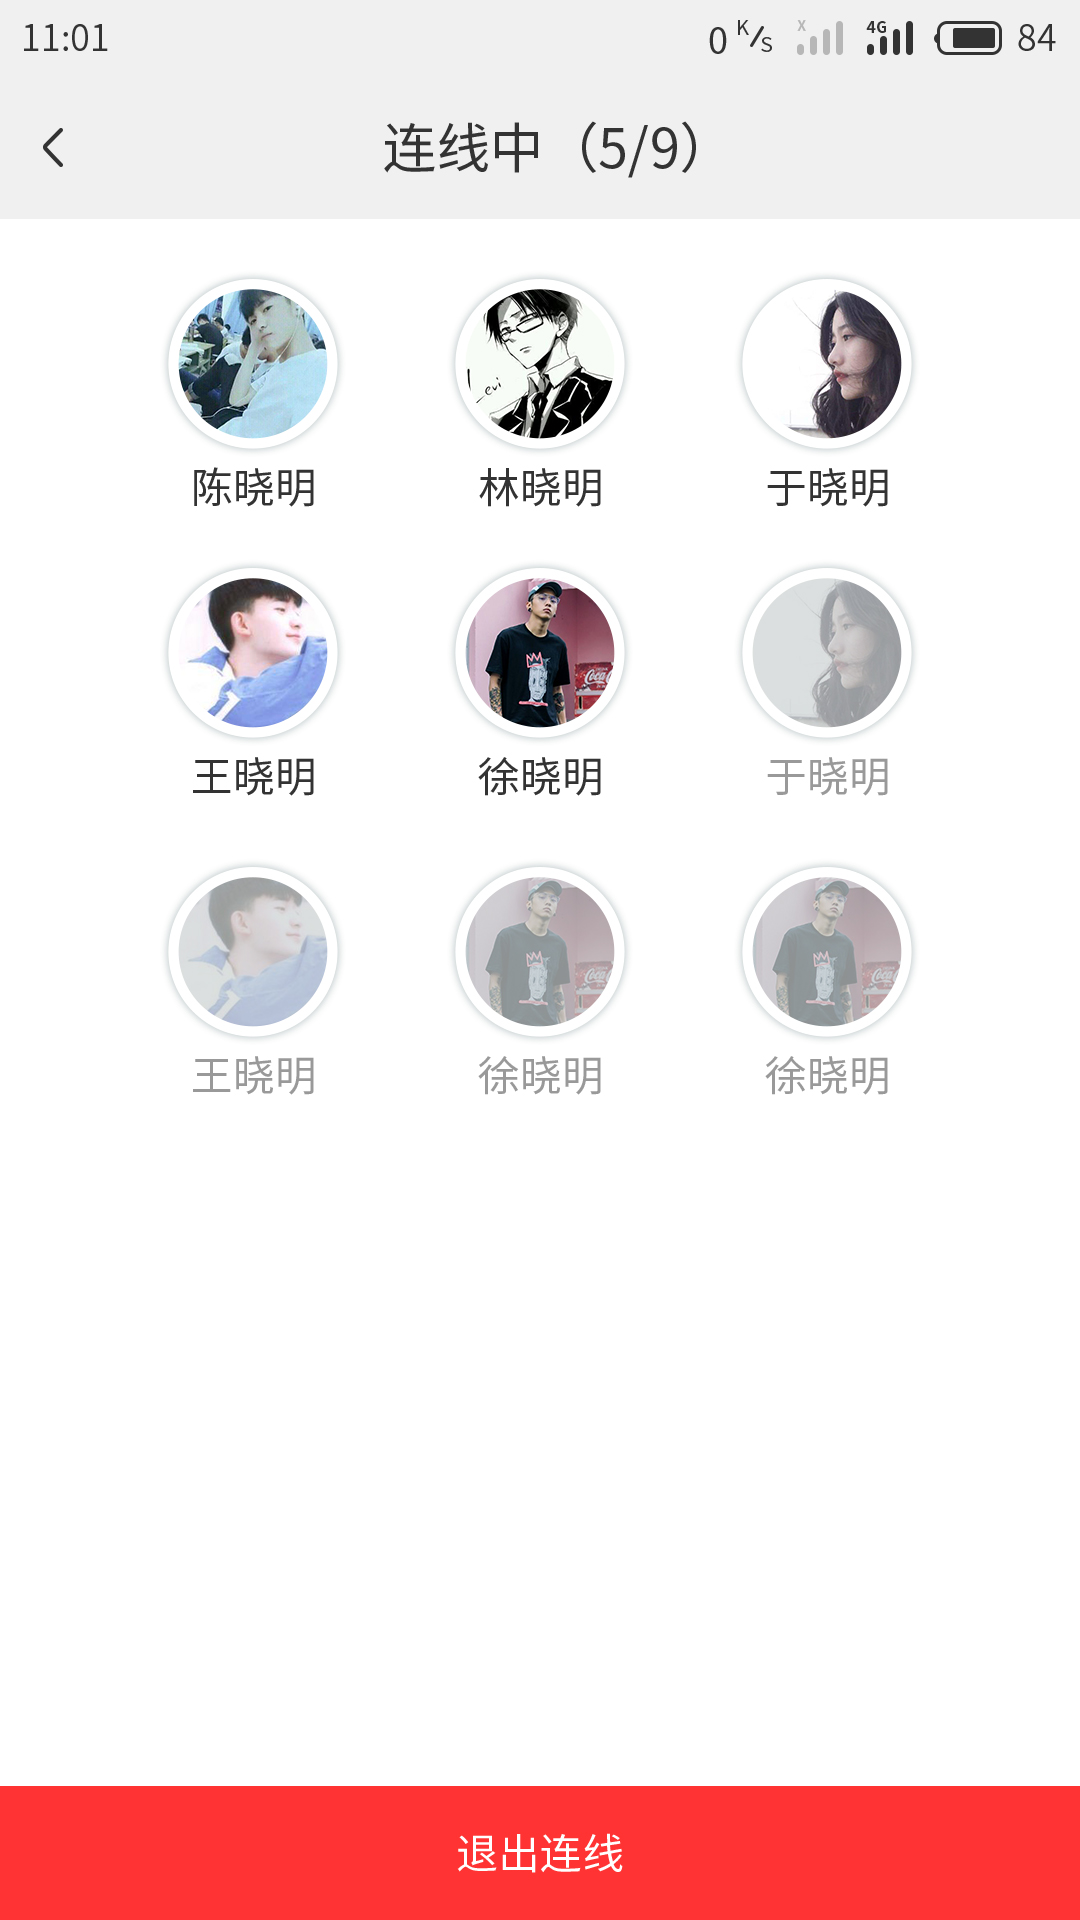 11:01 0 K/s X 4G 84
连线中（5/9）
陈晓明 林晓明 于晓明
王晓明 徐晓明 于晓明
王晓明 徐晓明 徐晓明
退出连线